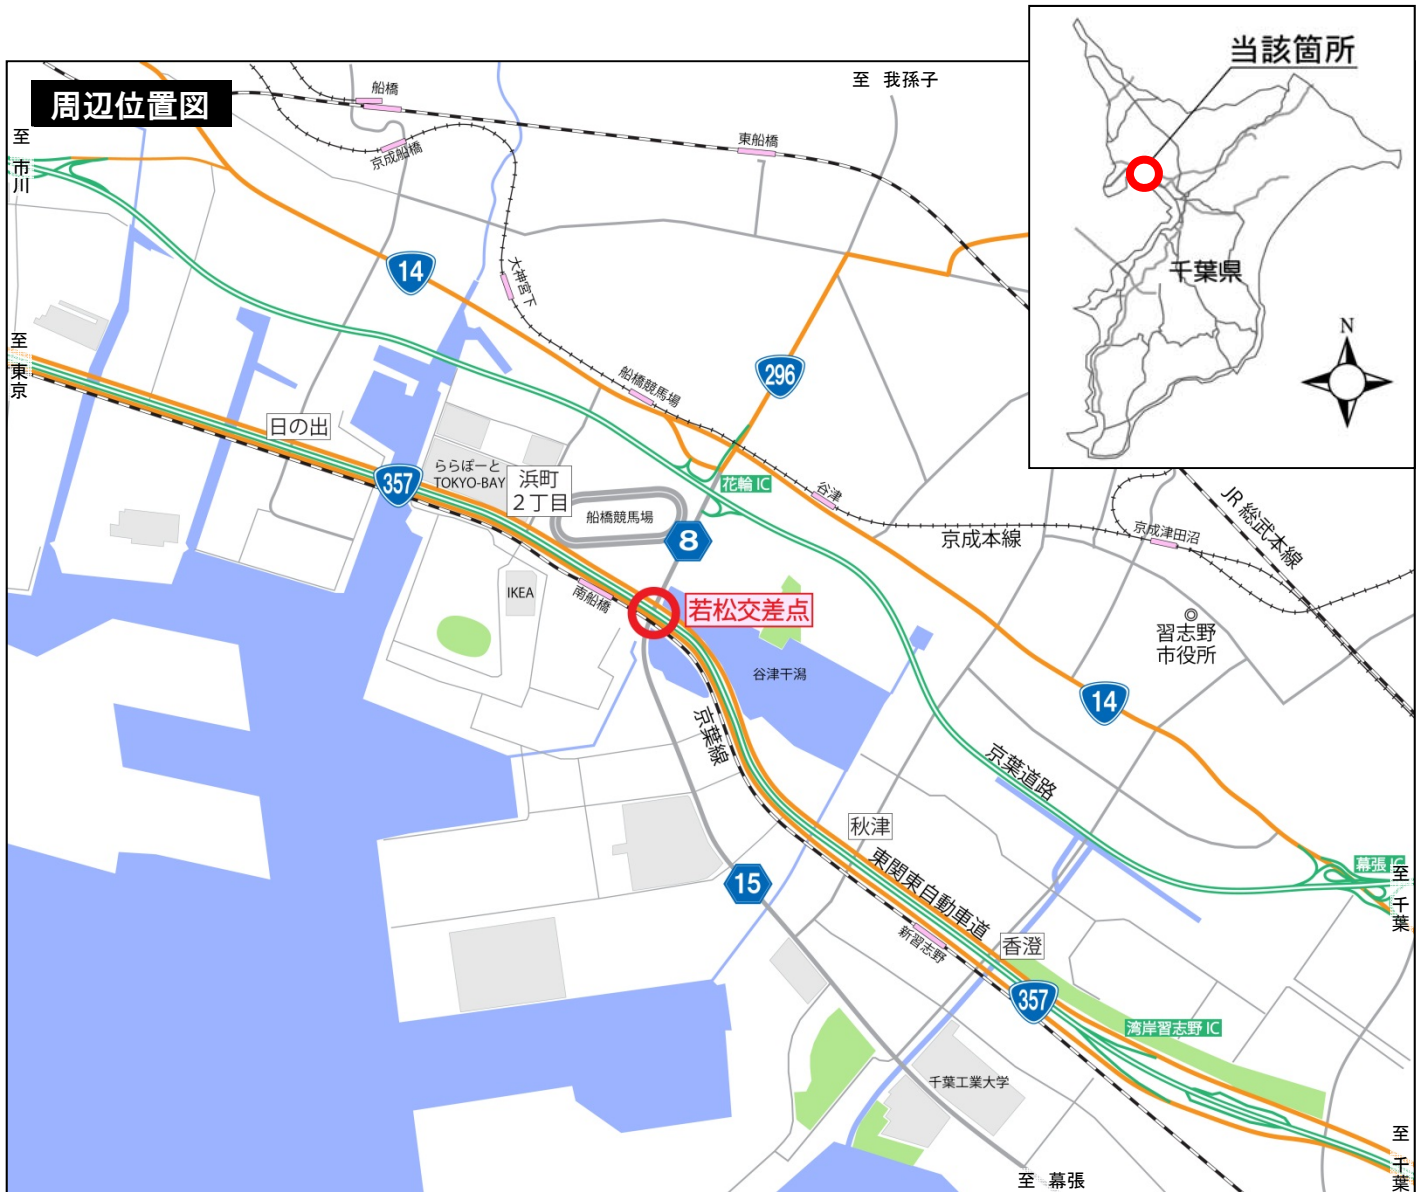 周辺位置図
当該箇所
千葉県
N
至
市川
至
東京
至 我孫子
船橋
京成船橋
東船橋
大神宮下
14
296
船橋競馬場
日の出
357
ららぽーと
TOKYO-BAY
浜町
2丁目
船橋競馬場
花輪 IC
8
谷津
京成本線
京成津田沼
JR 総武本線
IKEA
南船橋
若松交差点
谷津干潟
習志野
市役所
14
京葉線
京葉道路
秋津
東関東自動車道
15
新習志野
香澄
357
幕張 IC
至
千葉
湾岸習志野 IC
千葉工業大学
至 幕張
至
千葉